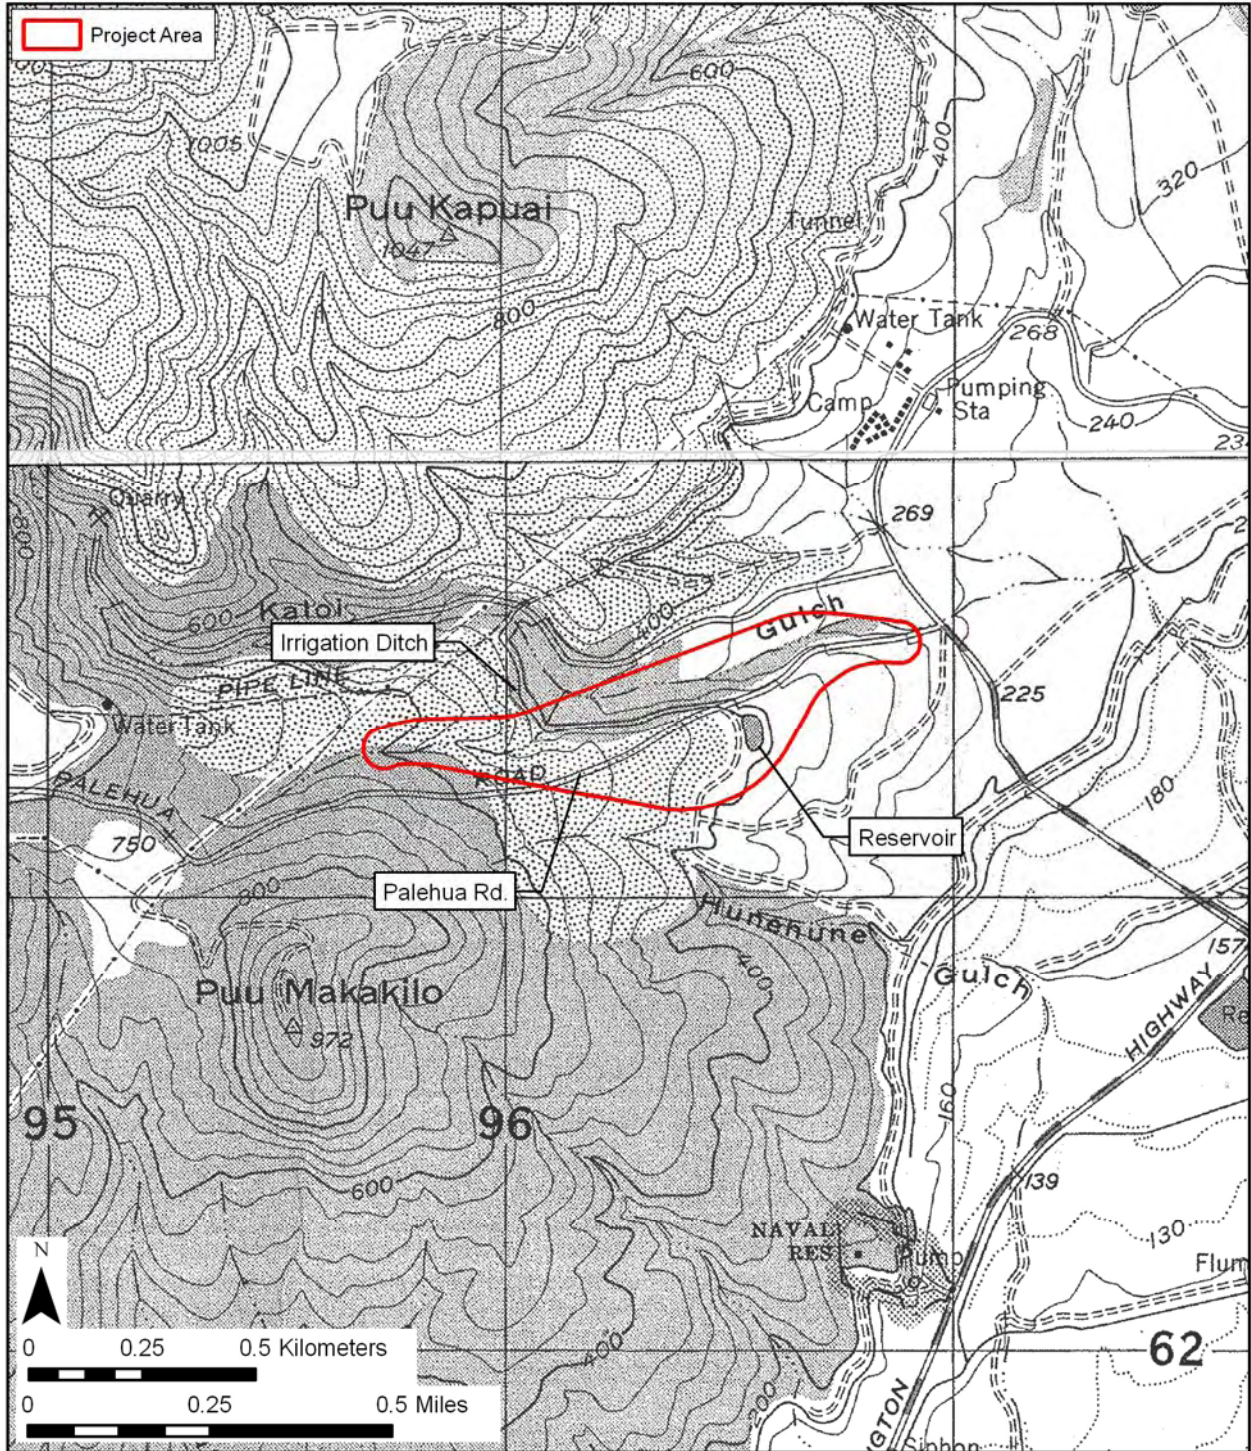 Project Area
600
1005
400
320
Puu Kapuai
1047
Tunnel
800
Water Tank
268
Pumping
Sta
Camp
240
Quarry
800
269
600
Kaloi
400
Gulch
Irrigation Ditch
PIPE LINE
Water Tank
225
ROAD
PALEHUA
180
750
Reservoir
800
Palehua Rd.
Hunehune
400
Gulch
157
HIGHWAY
Puu Makakilo
972
95
96
160
600
139
NAVAL
RES
Pump
130
N
400
62
200
Siphon
0 0.25 0.5 Kilometers
0 0.25 0.5 Miles